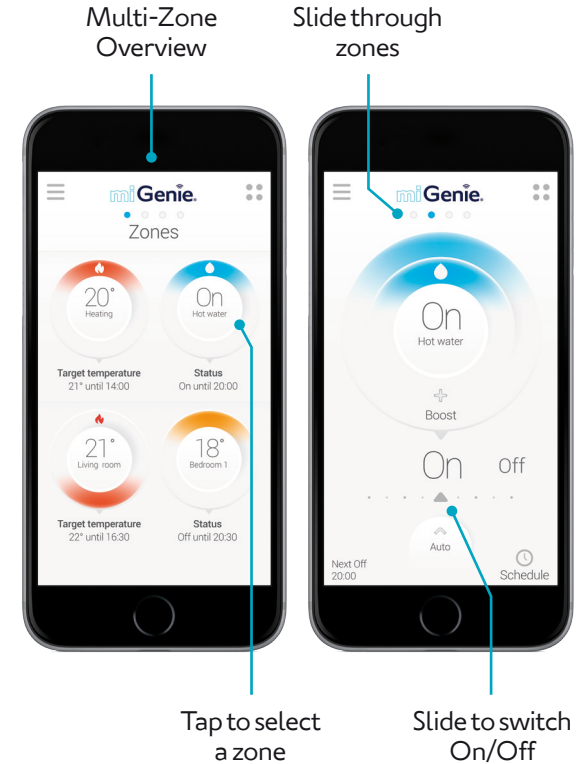 Multi-Zone
Overview
Slide through
zones
miGenie.
Zones
20°
Heating
On
Hot water
Target temperature
21° until 14:00
Status
On until 20:00
21°
Living room
18°
Bedroom 1
Target temperature
22° until 16:30
Status
Off until 20:30
miGenie.
On
Hot water
Boost
On
Off
Auto
Next Off
20:00
Schedule
Tap to select
a zone
Slide to switch
On/Off